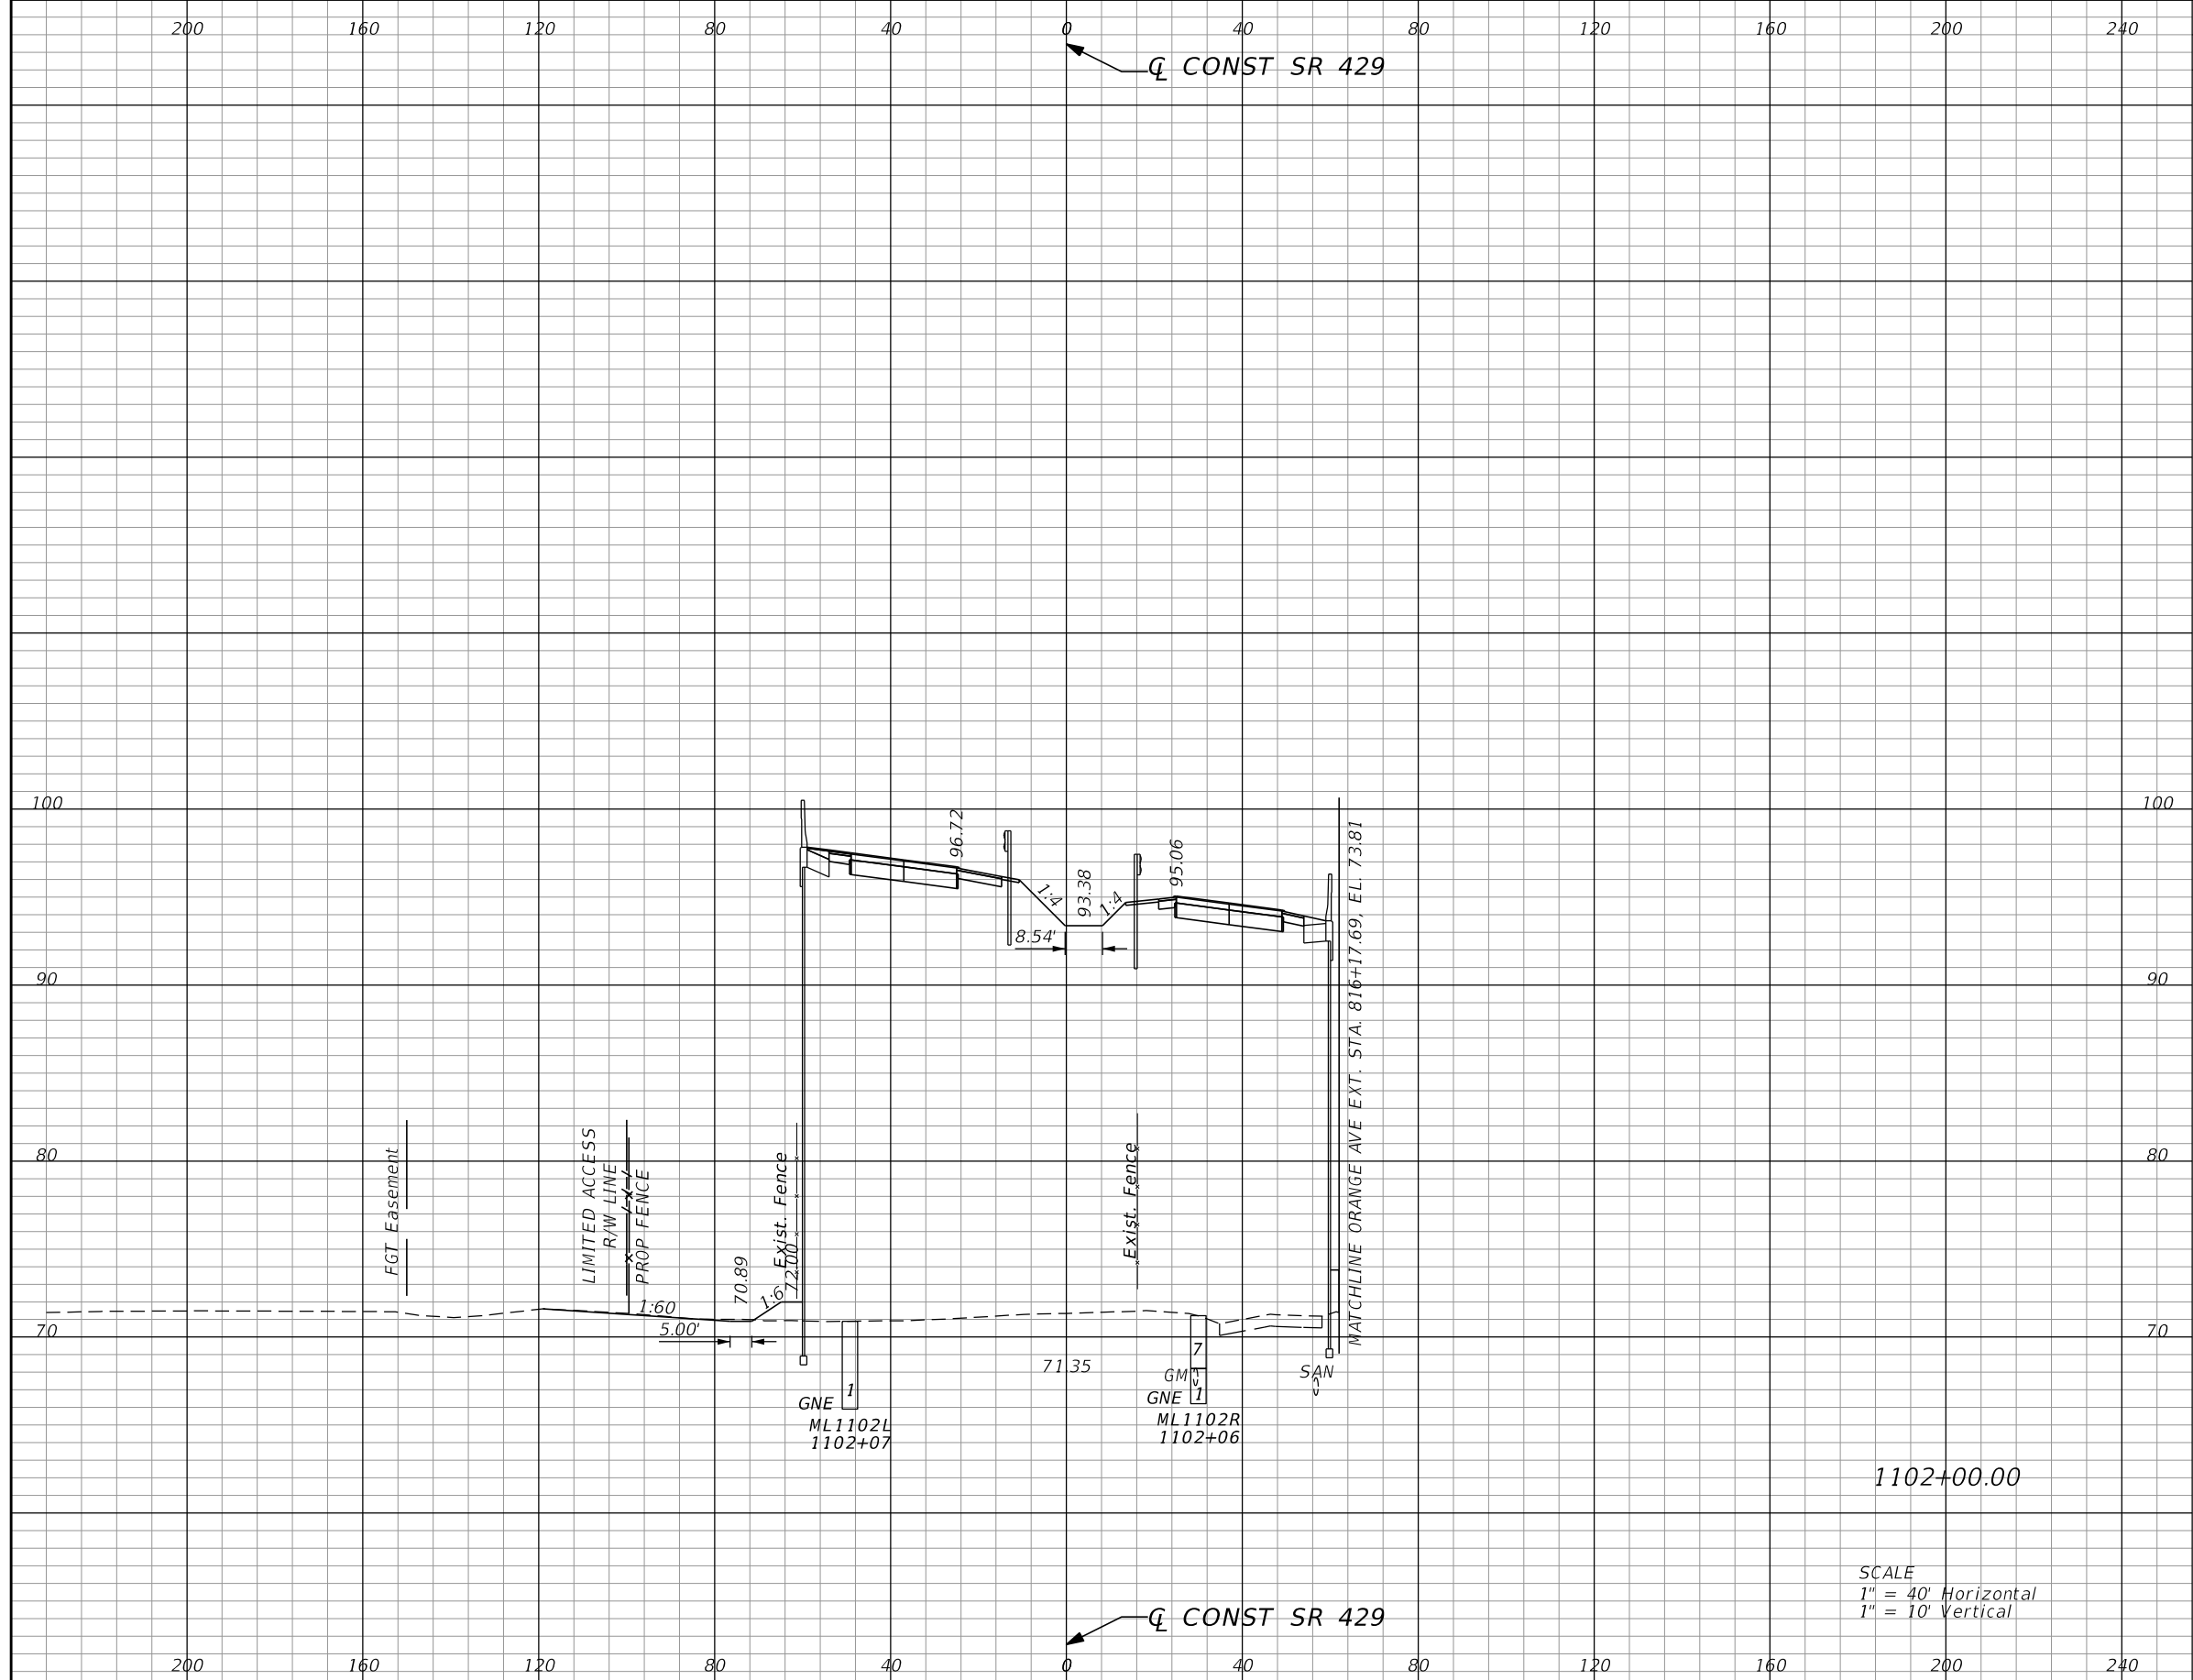 200 160 120 80 40 0 40 80 120 160 200 240
℄ CONST SR 429
100 100
96.72
95.06
93.38
1:4
1:4
8.54'
MATCHLINE ORANGE AVE EXT. STA. 816+17.69, EL. 73.81
90 90
80 80
FGT Easement
LIMITED ACCESS
R/W LINE
PROP FENCE
Exist. Fence
Exist. Fence
70.89
72.00
1:6
1:60
5.00'
70 70
71.35
7
GM
SAN
1
GNE
GNE
1
ML1102L
1102+07
ML1102R
1102+06
1102+00.00
SCALE
1" = 40' Horizontal
1" = 10' Vertical
℄ CONST SR 429
200 160 120 80 40 0 40 80 120 160 200 240